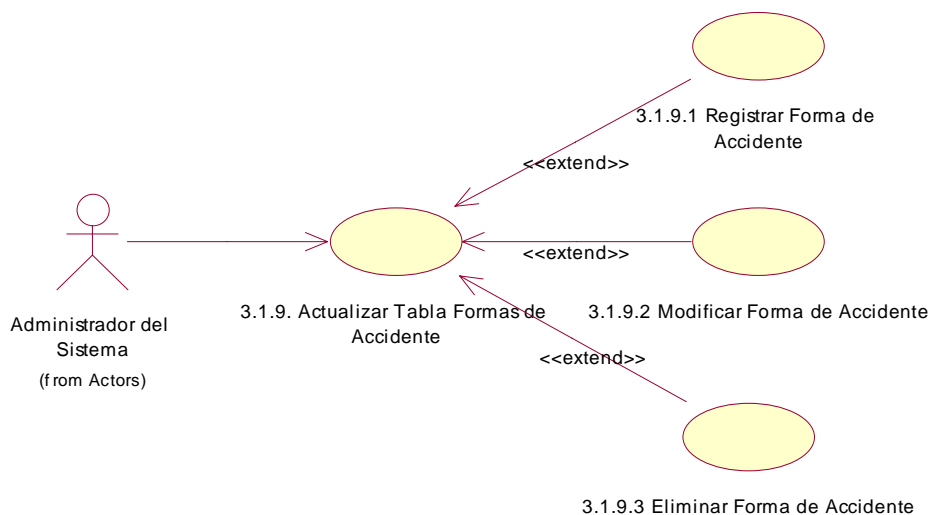 3.1.9.1 Registrar Forma de
Accidente
<<extend>>
<<extend>>
3.1.9. Actualizar Tabla Formas de
Accidente
3.1.9.2 Modificar Forma de Accidente
Administrador del
Sistema
(from Actors)
<<extend>>
3.1.9.3 Eliminar Forma de Accidente